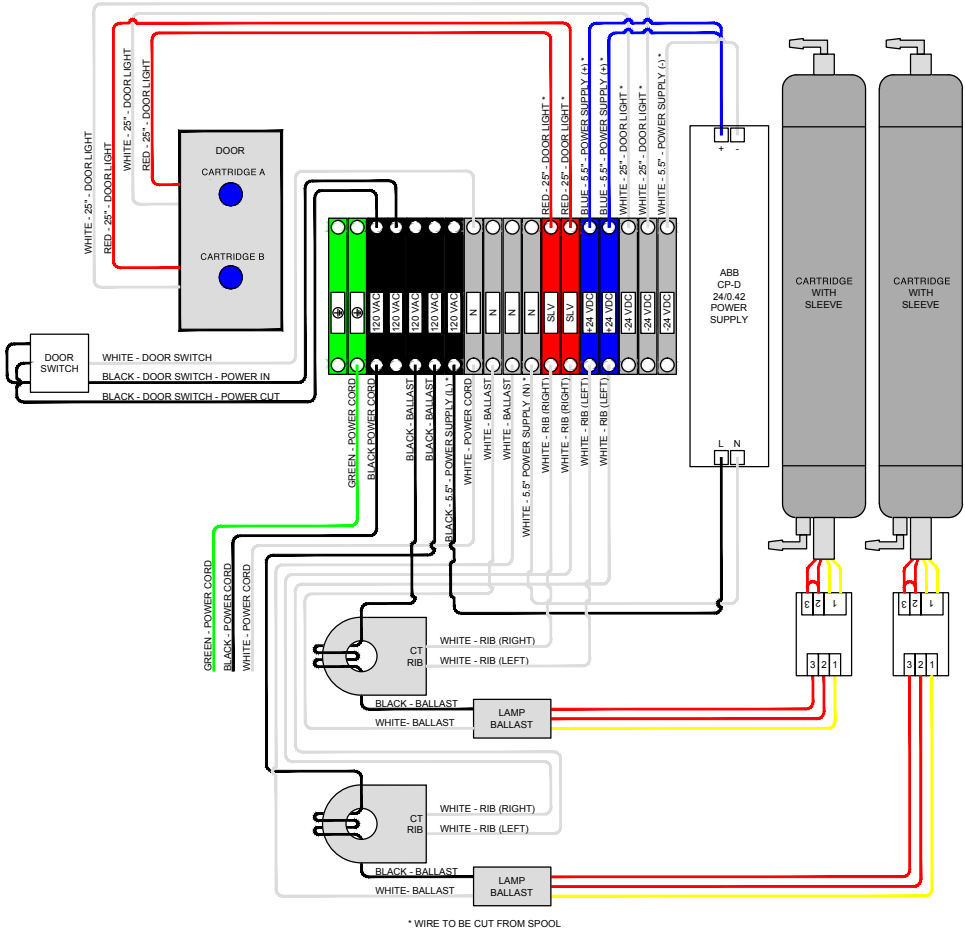 WHITE - 25" - DOOR LIGHT
RED - 25" - DOOR LIGHT
WHITE - 25" - DOOR LIGHT
RED - 25" - DOOR LIGHT
RED - 25" - DOOR LIGHT *
RED - 25" - DOOR LIGHT *
BLUE - 5.5" - POWER SUPPLY (+) *
BLUE - 5.5" - POWER SUPPLY (+) *
WHITE - 25" - DOOR LIGHT *
WHITE - 25" - DOOR LIGHT *
WHITE - 5.5" - POWER SUPPLY (-) *
DOOR
CARTRIDGE A
CARTRIDGE B
120 VAC
120 VAC
120 VAC
120 VAC
120 VAC
N
N
N
N
SLV
SLV
+24 VDC
+24 VDC
-24 VDC
-24 VDC
-24 VDC
+ -
ABB
CP-D
24/0.42
POWER
SUPPLY
L N
CARTRIDGE
WITH
SLEEVE
CARTRIDGE
WITH
SLEEVE
DOOR
SWITCH
WHITE - DOOR SWITCH
BLACK - DOOR SWITCH - POWER IN
BLACK - DOOR SWITCH - POWER CUT
GREEN - POWER CORD
BLACK POWER CORD
BLACK - BALLAST
BLACK - BALLAST
BLACK - 5.5" - POWER SUPPLY (L) *
WHITE - POWER CORD
WHITE - BALLAST
WHITE - BALLAST
WHITE - 5.5" POWER SUPPLY (N) *
WHITE - RIB (RIGHT)
WHITE - RIB (RIGHT)
WHITE - RIB (LEFT)
WHITE - RIB (LEFT)
GREEN - POWER CORD
BLACK - POWER CORD
WHITE - POWER CORD
3 2 1
3 2 1
3 2 1
3 2 1
CT
RIB
WHITE - RIB (RIGHT)
WHITE - RIB (LEFT)
BLACK - BALLAST
WHITE- BALLAST
LAMP
BALLAST
CT
RIB
WHITE - RIB (RIGHT)
WHITE - RIB (LEFT)
BLACK - BALLAST
WHITE- BALLAST
LAMP
BALLAST
* WIRE TO BE CUT FROM SPOOL